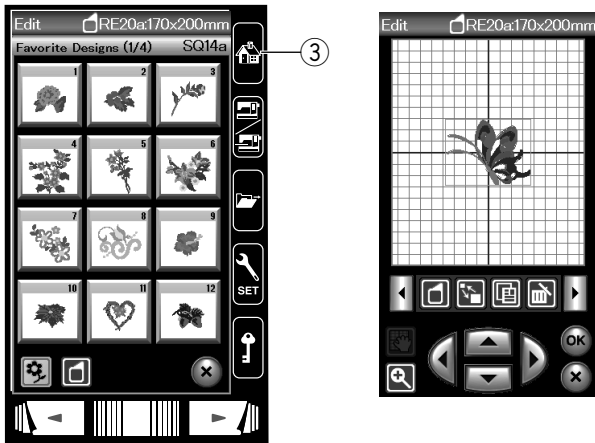 Edit RE20a:170x200mm
Favorite Designs (1/4) SQ14a
3
1 2 3
4 5 6
7 8 9
10 11 12
SET
Edit RE20a:170x200mm
OK